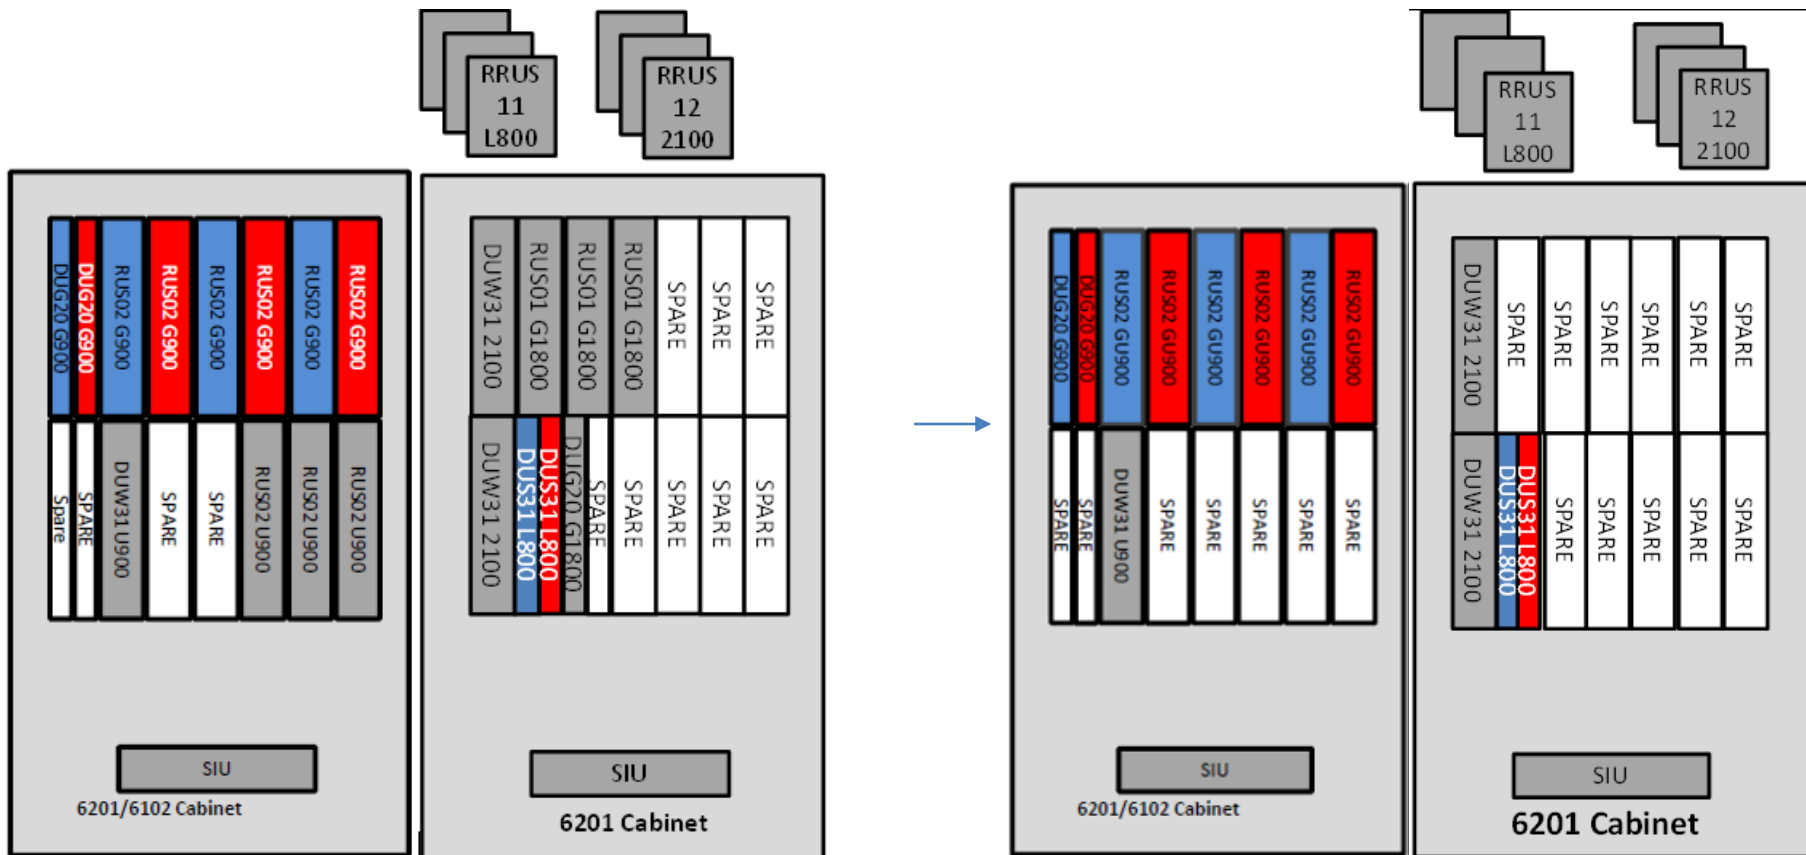 RRUS
11
L800
RRUS
12
2100
DUG20 G900
DUG20 G900
RUS02 G900
RUS02 G900
RUS02 G900
RUS02 G900
RUS02 G900
RUS02 G900
Spare
SPARE
DUW31 U900
SPARE
SPARE
RUS02 U900
RUS02 U900
RUS02 U900
SIU
6201/6102 Cabinet
DUW31 2100
RUS01 G1800
RUS01 G1800
RUS01 G1800
SPARE
SPARE
SPARE
DUW31 2100
DUS31 L800
DUS31 L800
DUG20 G1800
SPARE
SPARE
SPARE
SPARE
SPARE
SIU
6201 Cabinet
RRUS
11
L800
RRUS
12
2100
DUG20 G900
DUG20 G900
RUS02 GU900
RUS02 GU900
RUS02 GU900
RUS02 GU900
RUS02 GU900
RUS02 GU900
SPARE
SPARE
DUW31 U900
SPARE
SPARE
SPARE
SPARE
SPARE
SIU
6201/6102 Cabinet
DUW31 2100
SPARE
SPARE
SPARE
SPARE
SPARE
SPARE
DUW31 2100
DUS31 L800
DUS31 L800
SPARE
SPARE
SPARE
SPARE
SPARE
SIU
6201 Cabinet